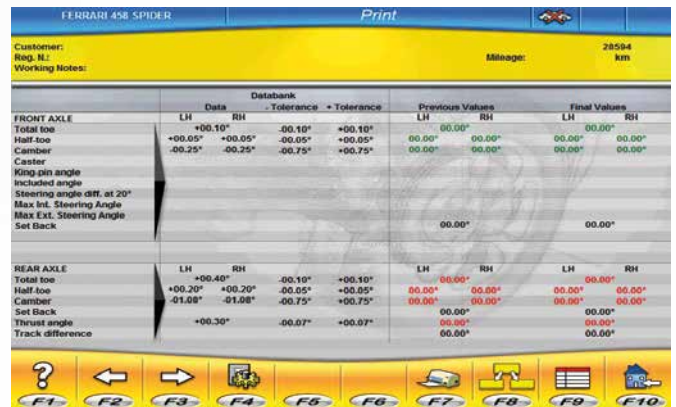 FERRARI 458 SPIDER Print
Customer: 28594
Reg. N.: Mileage: km
Working Notes:
Databank
Data - Tolerance + Tolerance Previous Values Final Values
FRONT AXLE LH RH LH RH LH RH
Total toe +00.10° -00.10° +00.10° 00.00° 00.00°
Half-toe +00.05° +00.05° -00.05° +00.05° 00.00° 00.00° 00.00° 00.00°
Camber -00.25° -00.25° -00.75° +00.75° 00.00° 00.00° 00.00° 00.00°
Caster
King-pin angle
Included angle
Steering angle diff. at 20°
Max Int. Steering Angle
Max Ext. Steering Angle
Set Back 00.00° 00.00°
REAR AXLE LH RH LH RH LH RH
Total toe +00.40° -00.10° +00.10° 00.00° 00.00°
Half-toe +00.20° +00.20° -00.05° +00.05° 00.00° 00.00° 00.00° 00.00°
Camber -01.08° -01.08° -00.75° +00.75° 00.00° 00.00° 00.00° 00.00°
Set Back 00.00° 00.00°
Thrust angle +00.30° -00.07° +00.07° 00.00° 00.00°
Track difference 00.00° 00.00°
?
F1 F2 F3 F4 F5 F6 F7 F8 F9 F10